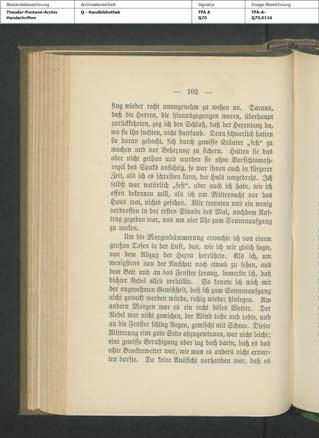 Bestandsbezeichnung Archivalieneinheit Signatur Image-Bezeichnung
Theodor-Fontane-Archiv Q - Handbibliothek TFA A TFA-A-
Handschriften Q70 Q70,0116
— 102 —
fing wieder recht unangenehm zu wehen an. Daraus,
daß die Herren, die hinausgegangen waren, überhaupt
zurückkehrten, zog ich den Schluß, daß der Hexentanz da,
wo sie ihn suchten, nicht stattfand. Denn schwerlich hatten
sie daran gedacht, sich durch gewisse Kräuter „fest“ zu
machen und vor Behexung zu sichern. Hatten sie das
aber nicht gethan und wurden sie ohne Vorsichtsmaß-
regel des Spuks ansichtig, so war ihnen auch in kürzerer
Zeit, als ich es schreiben kann, der Hals umgedreht. Ich
selbst war natürlich „fest“, aber auch ich habe, wie ich
offen bekennen will, als ich um Mitternacht vor das
Haus trat, nichts gesehen. Wir trennten uns ein wenig
verdrossen in der ersten Stunde des Mai, nachdem Auf-
trag gegeben war, uns um vier Uhr zum Sonnenaufgang
zu wecken.
Um die Morgendämmerung erwachte ich von einem
großen Tosen in der Luft, das, wie ich mir gleich sagte,
von dem Abzug der Hexen herrührte. Als ich, um
wenigstens von der Nachhut noch etwas zu sehen, aus
dem Bett und an das Fenster sprang, bemerkte ich, daß
dichter Nebel alles verhüllte. So konnte ich mich mit
der angenehmen Gewißheit, daß ich zum Sonnenaufgang
nicht geweckt werden würde, ruhig wieder hinlegen. Am
andern Morgen war es ein recht böses Wetter. Der
Nebel war nicht gewichen, der Wind toste und tobte, und
an die Fenster schlug Regen, gemischt mit Schnee. Dieser
Witterung eine gute Seite abzugewinnen, war nicht leicht;
eine gewisse Beruhigung aber lag doch darin, daß es das
echte Brockenwetter war, wie man es anders nicht erwar-
ten durfte. Da keine Aussicht vorhanden war, daß es